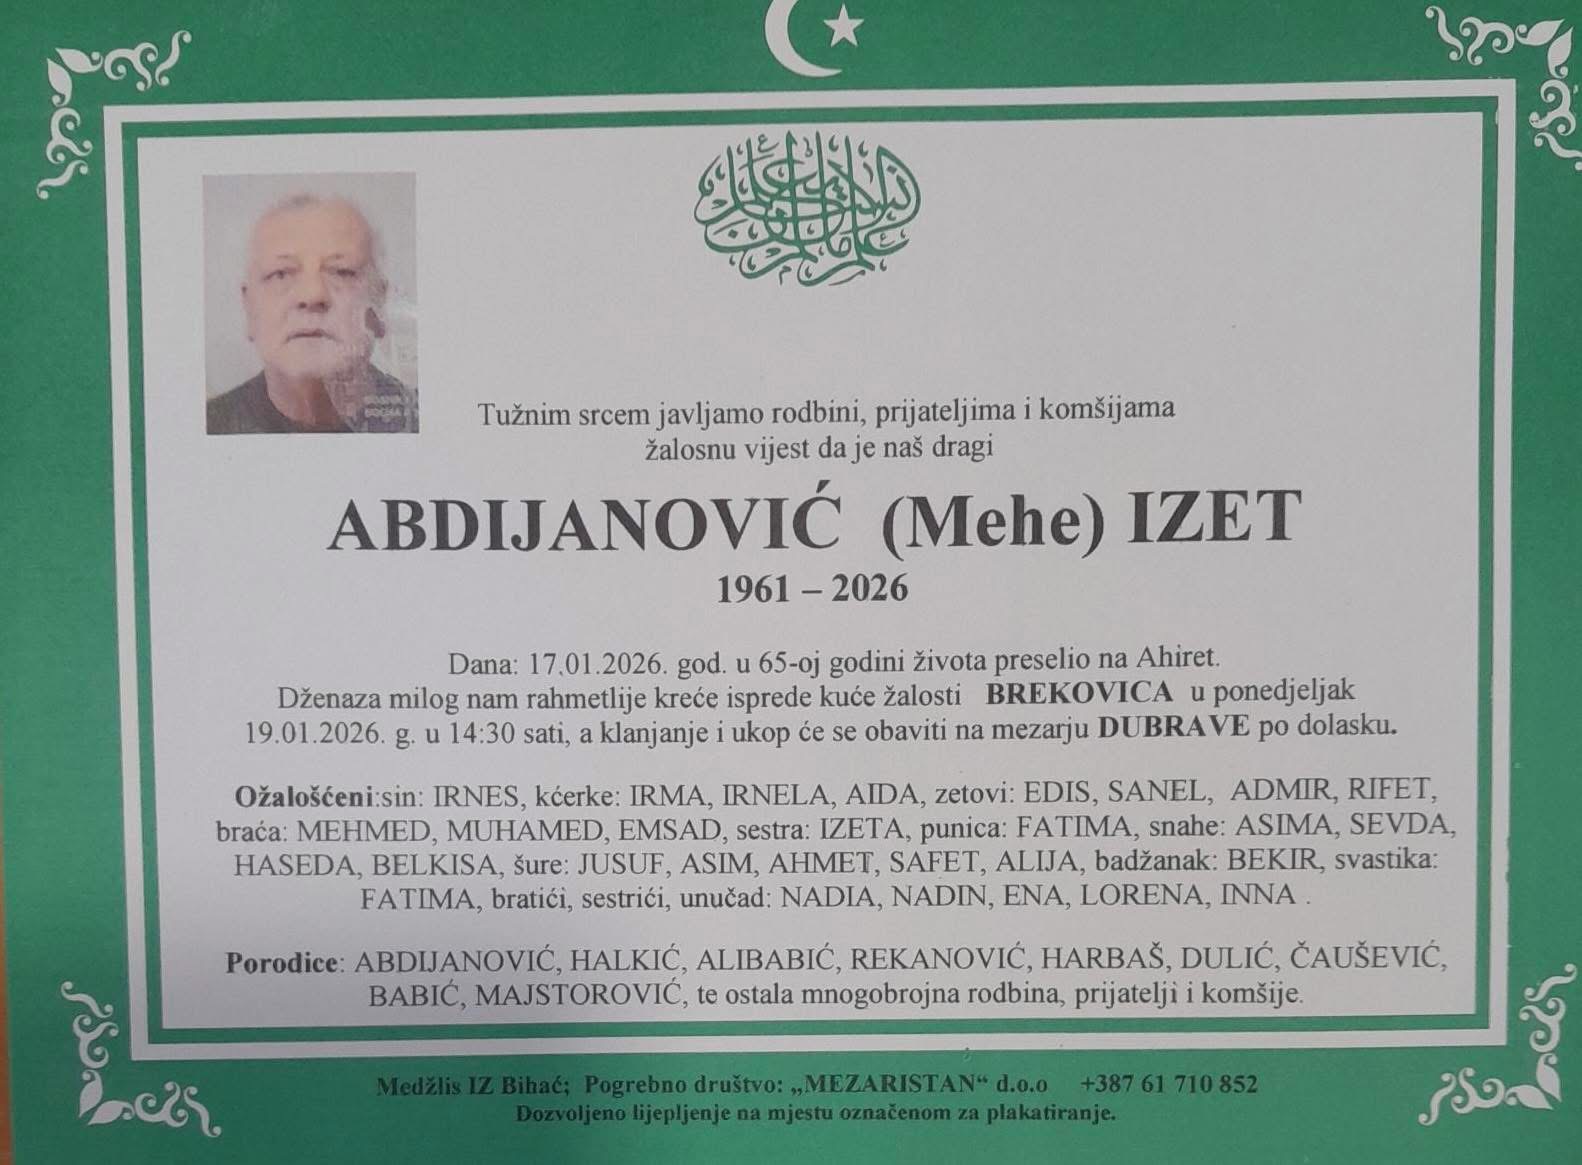 Tužnim srcem javljamo rodbini, prijateljima i komšijama
žalosnu vijest da je naš dragi
ABDIJANOVIĆ (Mehe) IZET
1961 – 2026
Dana: 17.01.2026. god. u 65-oj godini života preselio na Ahiret.
Dženaza milog nam rahmetlije kreće isprede kuće žalosti BREKOVICA u ponedjeljak
19.01.2026. g. u 14:30 sati, a klanjanje i ukop će se obaviti na mezarju DUBRAVE po dolasku.
Ožalošćeni:sin: IRNES, kćerke: IRMA, IRNELA, AIDA, zetovi: EDIS, SANEL, ADMIR, RIFET,
braća: MEHMED, MUHAMED, EMSAD, sestra: IZETA, punica: FATIMA, snahe: ASIMA, SEVDA,
HASEDA, BELKISA, šure: JUSUF, ASIM, AHMET, SAFET, ALIJA, badžanak: BEKIR, svastika:
FATIMA, bratići, sestrići, unučad: NADIA, NADIN, ENA, LORENA, INNA .
Porodice: ABDIJANOVIĆ, HALKIĆ, ALIBABIĆ, REKANOVIĆ, HARBAŠ, DULIĆ, ČAUŠEVIĆ,
BABIĆ, MAJSTOROVIĆ, te ostala mnogobrojna rodbina, prijatelji i komšije.
Medžlis IZ Bihać; Pogrebno društvo: „MEZARISTAN“ d.o.o +387 61 710 852
Dozvoljeno lijepljenje na mjestu označenom za plakatiranje.